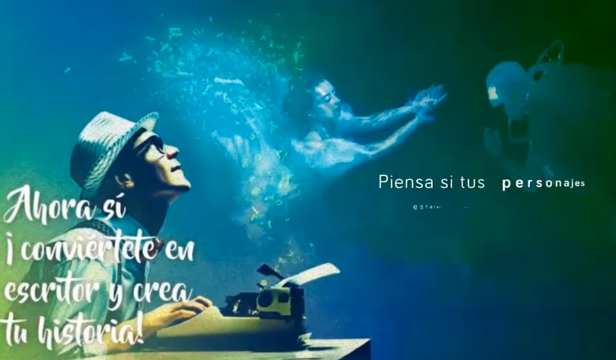 Ahora sí
¡conviértete en
escritor y crea
tu historia!
Piensa si tus personajes